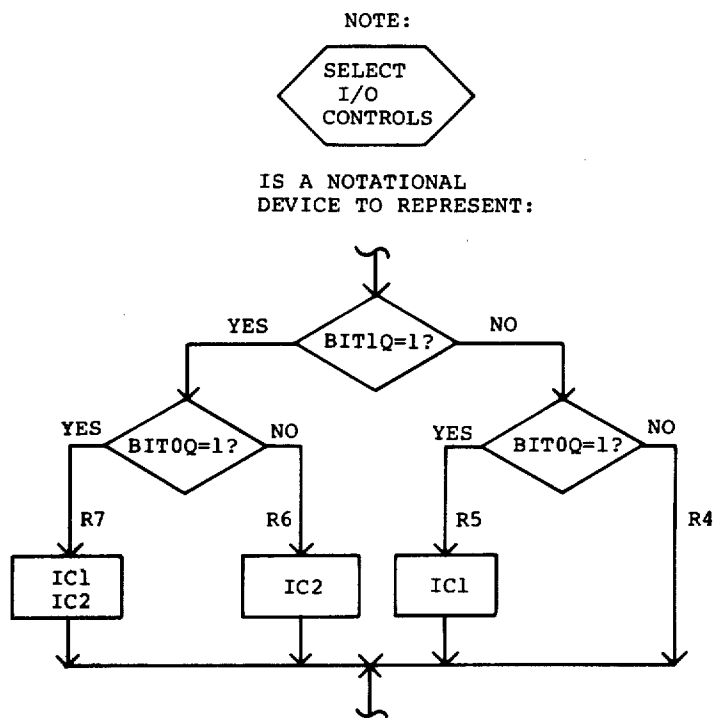 NOTE:
SELECT
I/O
CONTROLS
IS A NOTATIONAL
DEVICE TO REPRESENT:
YES
BIT1Q=1?
NO
YES
BIT0Q=1?
NO
YES
BIT0Q=1?
NO
R7
R6
R5
R4
IC1
IC2
IC2
IC1